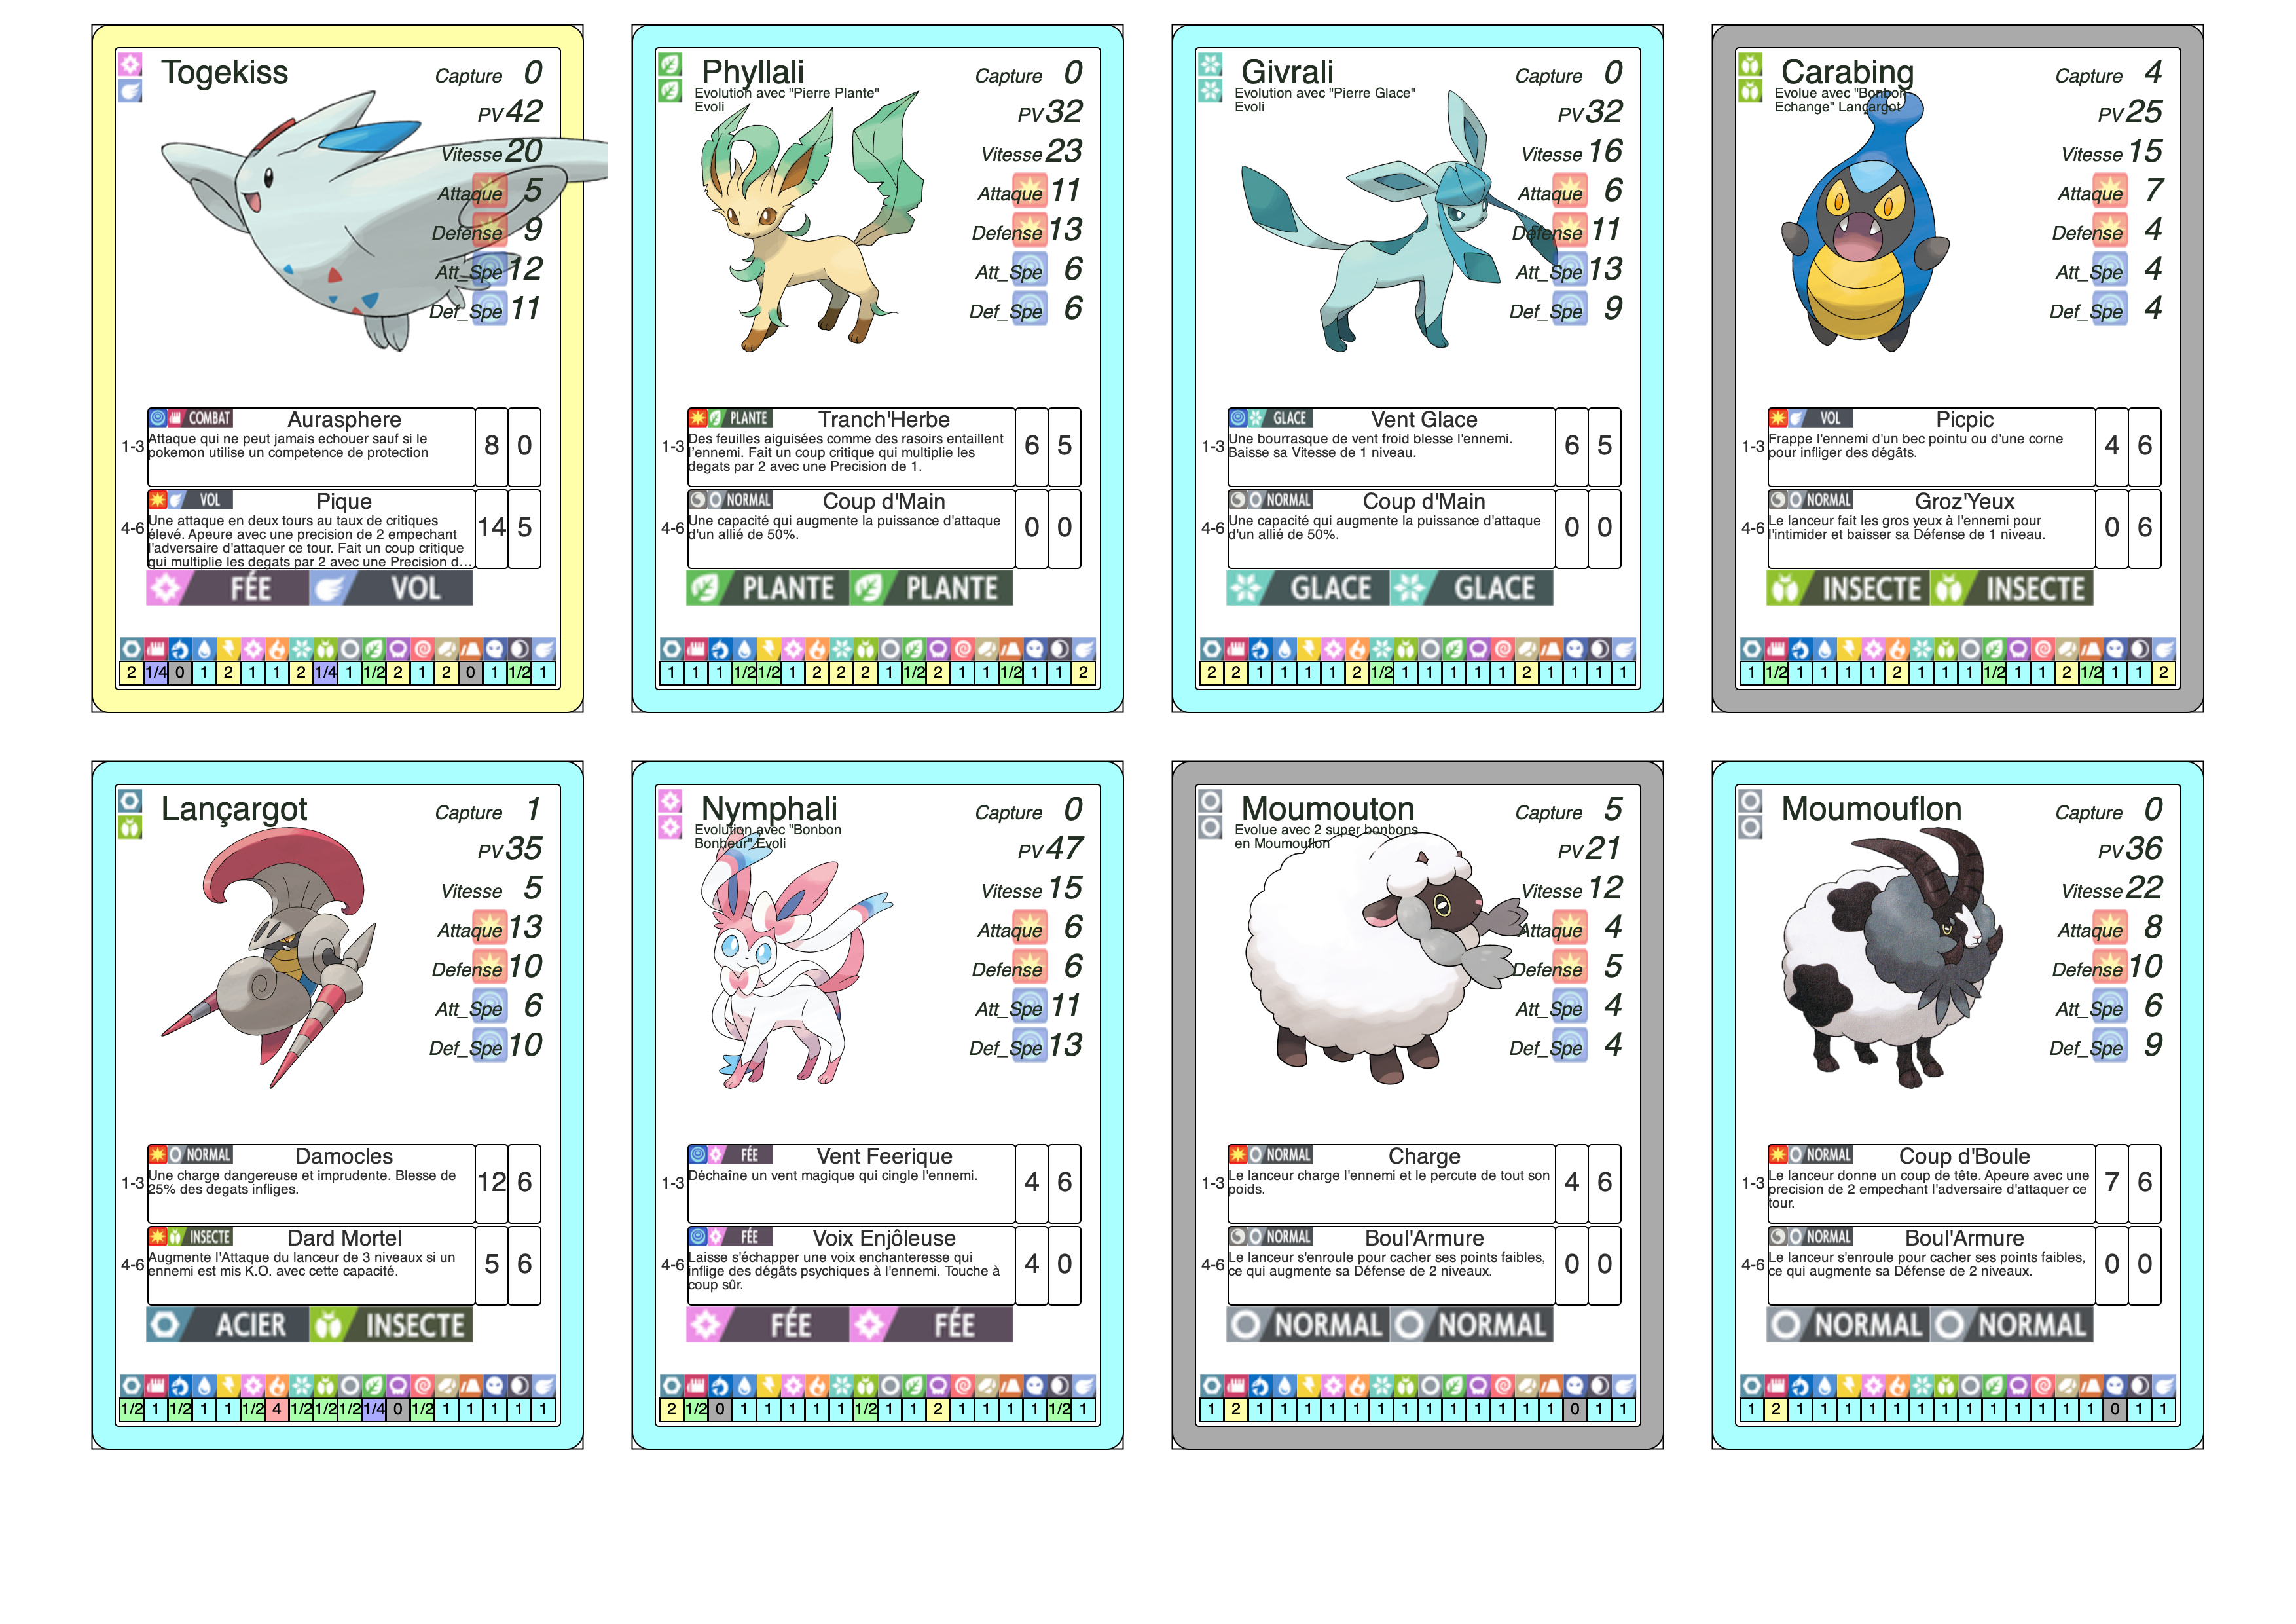 Togekiss
Capture 0
PV 42
Vitesse 20
Attaque 5
Defense 9
Att_Spe 12
Def_Spe 11
COMBAT Aurasphere
1-3 Attaque qui ne peut jamais echouer sauf si le
pokemon utilise un competence de protection
8 0
VOL Pique
4-6 Une attaque en deux tours au taux de critiques
élevé. Apeure avec une precision de 2 empechant
l'adversaire d'attaquer ce tour. Fait un coup critique
qui multiplie les degats par 2 avec une Precision d...
14 5
FÉE VOL
2 1/4 0 1 2 1 1 2 1/4 1 1/2 2 1 2 0 1 1/2 1
Phyllali
Evolution avec "Pierre Plante"
Evoli
Capture 0
PV 32
Vitesse 23
Attaque 11
Defense 13
Att_Spe 6
Def_Spe 6
PLANTE Tranch'Herbe
1-3 Des feuilles aiguisées comme des rasoirs entaillent
l'ennemi. Fait un coup critique qui multiplie les
degats par 2 avec une Precision de 1.
6 5
NORMAL Coup d'Main
4-6 Une capacité qui augmente la puissance d'attaque
d'un allié de 50%.
0 0
PLANTE PLANTE
1 1 1 1/2 1/2 1 2 2 2 1 1/2 2 1 1 1/2 1 1 2
Givrali
Evolution avec "Pierre Glace"
Evoli
Capture 0
PV 32
Vitesse 16
Attaque 6
Defense 11
Att_Spe 13
Def_Spe 9
GLACE Vent Glace
1-3 Une bourrasque de vent froid blesse l'ennemi.
Baisse sa Vitesse de 1 niveau.
6 5
NORMAL Coup d'Main
4-6 Une capacité qui augmente la puissance d'attaque
d'un allié de 50%.
0 0
GLACE GLACE
2 2 1 1 1 1 2 1/2 1 1 1 1 1 2 1 1 1 1
Carabing
Evolue avec "Bonbon
Echange" Lançargot
Capture 4
PV 25
Vitesse 15
Attaque 7
Defense 4
Att_Spe 4
Def_Spe 4
VOL Picpic
1-3 Frappe l'ennemi d'un bec pointu ou d'une corne
pour infliger des dégâts.
4 6
NORMAL Groz'Yeux
4-6 Le lanceur fait les gros yeux à l'ennemi pour
l'intimider et baisser sa Défense de 1 niveau.
0 6
INSECTE INSECTE
1 1/2 1 1 1 1 2 1 1 1 1/2 1 1 2 1/2 1 1 2
Lançargot
Capture 1
PV 35
Vitesse 5
Attaque 13
Defense 10
Att_Spe 6
Def_Spe 10
NORMAL Damocles
1-3 Une charge dangereuse et imprudente. Blesse de
25% des degats infliges.
12 6
INSECTE Dard Mortel
4-6 Augmente l'Attaque du lanceur de 3 niveaux si un
ennemi est mis K.O. avec cette capacité.
5 6
ACIER INSECTE
1/2 1 1/2 1 1 1/2 4 1/2 1/2 1/2 1/4 0 1/2 1 1 1 1 1
Nymphali
Evolution avec "Bonbon
Bonheur" Evoli
Capture 0
PV 47
Vitesse 15
Attaque 6
Defense 6
Att_Spe 11
Def_Spe 13
FÉE Vent Feerique
1-3 Déchaîne un vent magique qui cingle l'ennemi.
4 6
FÉE Voix Enjôleuse
4-6 Laisse s'échapper une voix enchanteresse qui
inflige des dégâts psychiques à l'ennemi. Touche à
coup sûr.
4 0
FÉE FÉE
2 1/2 0 1 1 1 1 1 1/2 1 1 2 1 1 1 1 1/2 1
Moumouton
Evolue avec 2 super bonbons
en Moumouflon
Capture 5
PV 21
Vitesse 12
Attaque 4
Defense 5
Att_Spe 4
Def_Spe 4
NORMAL Charge
1-3 Le lanceur charge l'ennemi et le percute de tout son
poids.
4 6
NORMAL Boul'Armure
4-6 Le lanceur s'enroule pour cacher ses points faibles,
ce qui augmente sa Défense de 2 niveaux.
0 0
NORMAL NORMAL
1 2 1 1 1 1 1 1 1 1 1 1 1 1 1 0 1 1
Moumouflon
Capture 0
PV 36
Vitesse 22
Attaque 8
Defense 10
Att_Spe 6
Def_Spe 9
NORMAL Coup d'Boule
1-3 Le lanceur donne un coup de tête. Apeure avec une
precision de 2 empechant l'adversaire d'attaquer ce
tour.
7 6
NORMAL Boul'Armure
4-6 Le lanceur s'enroule pour cacher ses points faibles,
ce qui augmente sa Défense de 2 niveaux.
0 0
NORMAL NORMAL
1 2 1 1 1 1 1 1 1 1 1 1 1 1 1 0 1 1